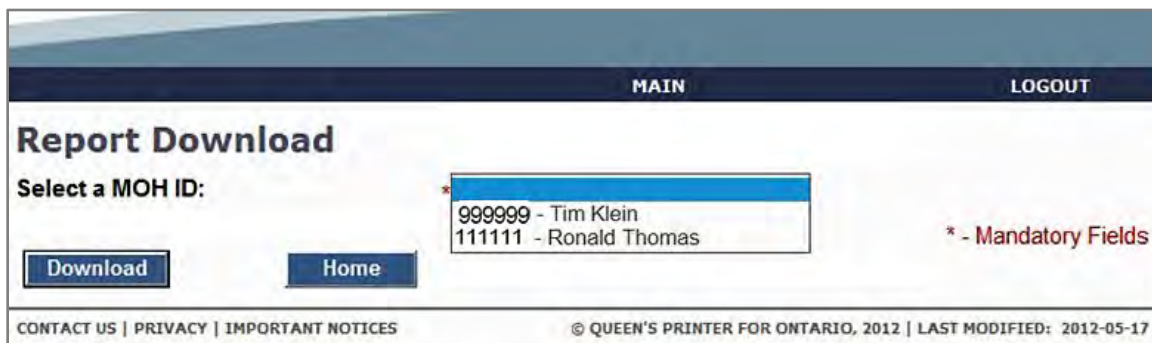 MAIN LOGOUT
Report Download
Select a MOH ID: *
999999 - Tim Klein
111111 - Ronald Thomas
* - Mandatory Fields
Download Home
CONTACT US | PRIVACY | IMPORTANT NOTICES © QUEEN'S PRINTER FOR ONTARIO, 2012 | LAST MODIFIED: 2012-05-17